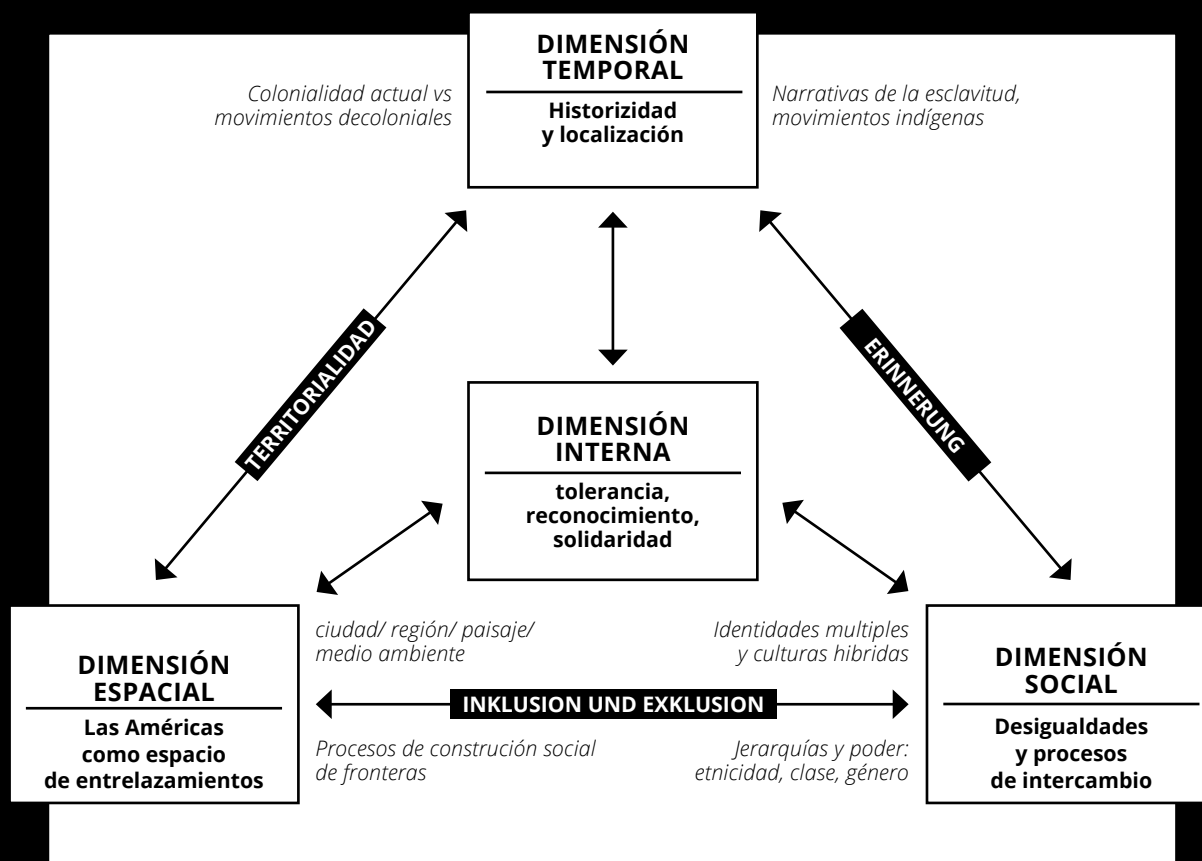 DIMENSIÓN
TEMPORAL
Historizidad
y localización
Colonialidad actual vs
movimientos decoloniales
Narrativas de la esclavitud,
movimientos indígenas
TERRITORIALIDAD
ERINNERUNG
DIMENSIÓN
INTERNA
tolerancia,
reconocimiento,
solidaridad
DIMENSIÓN
ESPACIAL
Las Américas
como espacio
de entrelazamientos
ciudad/ región/ paisaje/
medio ambiente
Identidades multiples
y culturas hibridas
INKLUSION UND EXKLUSION
Procesos de construción social
de fronteras
Jerarquías y poder:
etnicidad, clase, género
DIMENSIÓN
SOCIAL
Desigualdades
y procesos
de intercambio